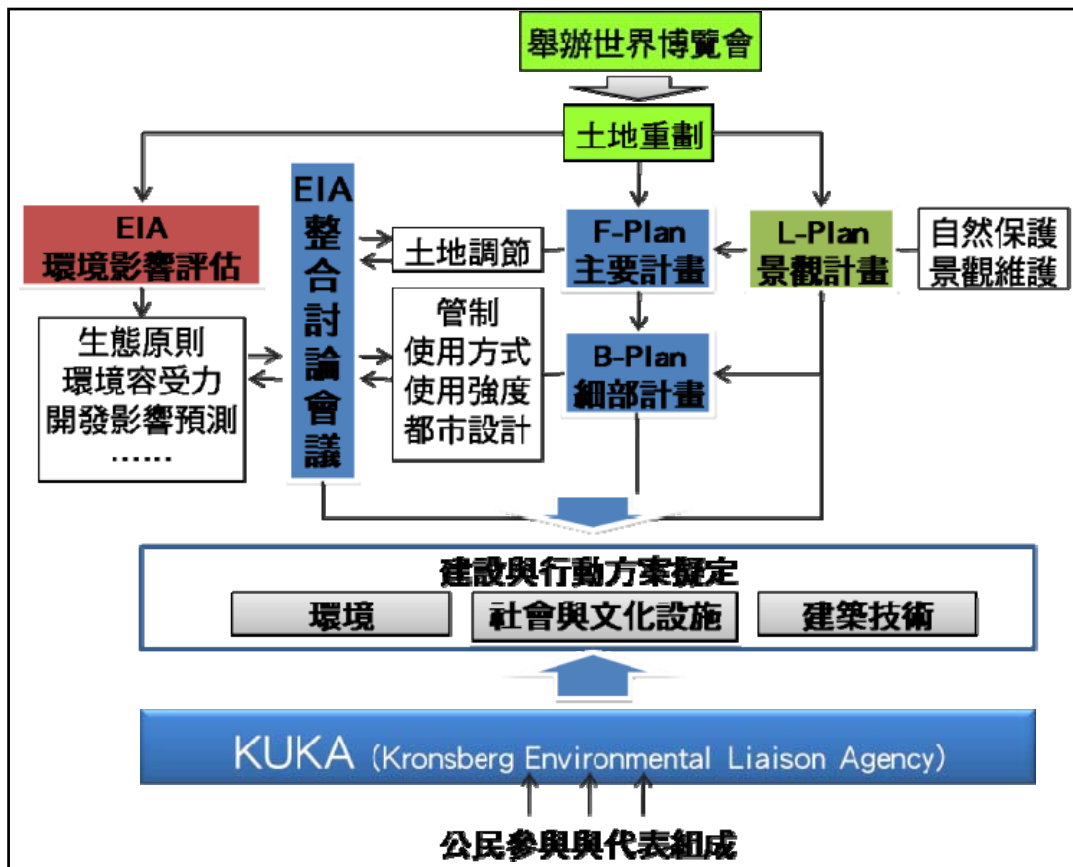 舉辦世界博覽會
土地重劃
EIA
環境影響評估
EIA
整
合
討
論
會
議
土地調節
F-Plan
主要計畫
L-Plan
景觀計畫
自然保護
景觀維護
生態原則
環境容受力
開發影響預測
……
管制
使用方式
使用強度
都市設計
B-Plan
細部計畫
建設與行動方案擬定
環境
社會與文化設施
建築技術
KUKA (Kronsberg Environmental Liaison Agency)
公民參與與代表組成